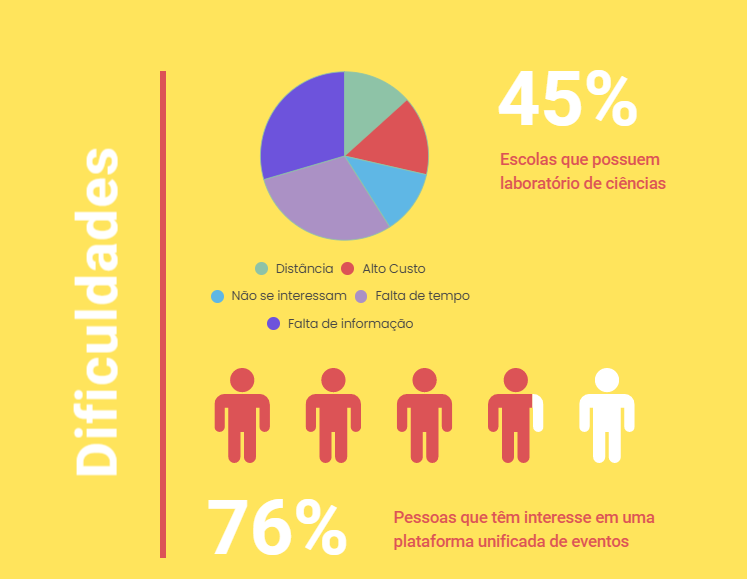 Dificuldades
45%
Escolas que possuem
laboratório de ciências
Distância Alto Custo
Não se interessam Falta de tempo
Falta de informação
76%
Pessoas que têm interesse em uma
plataforma unificada de eventos